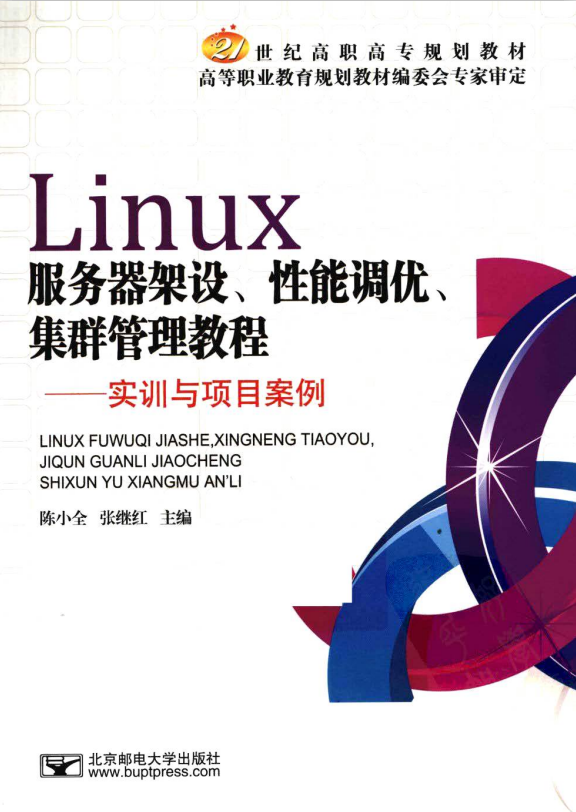 21世纪高职高专规划教材
高等职业教育规划教材编委会专家审定
Linux
服务器架设、性能调优、
集群管理教程
——实训与项目案例
LINUX FUWUQI JIASHE,XINGNENG TIAOYOU,
JIQUN GUANLI JIAOCHENG
SHIXUN YU XIANGMU AN'LI
陈小全 张继红 主编
北京邮电大学出版社
www.buptpress.com